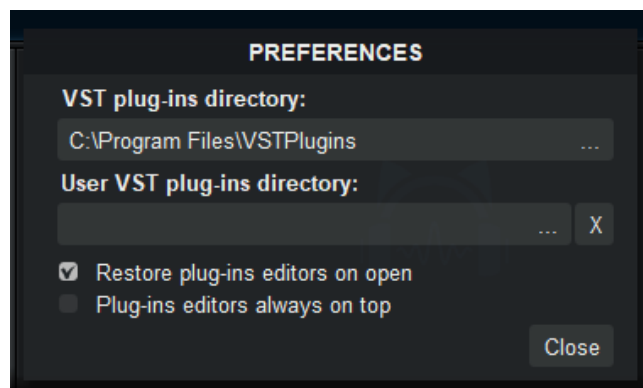 PREFERENCES
VST plug-ins directory:
C:\Program Files\VSTPlugins ...
User VST plug-ins directory:
... X
Restore plug-ins editors on open
Plug-ins editors always on top
Close